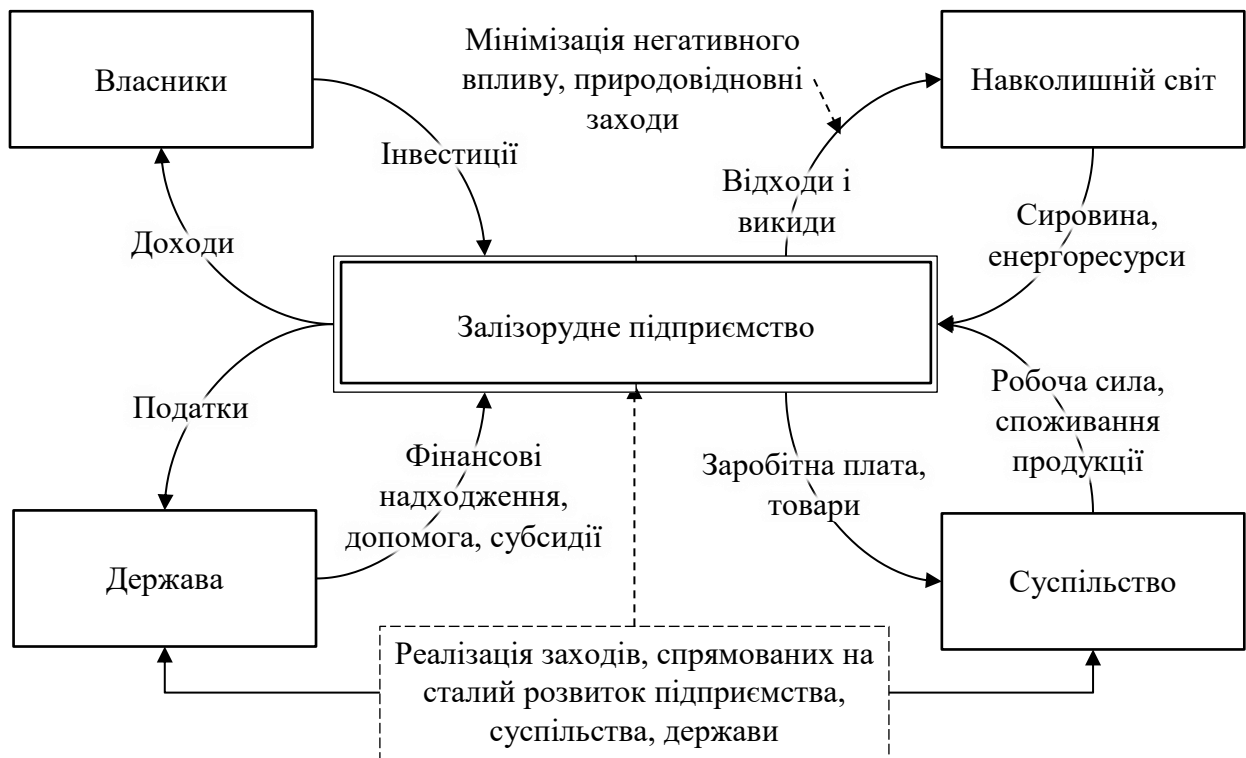 Власники
Мінімізація негативного
впливу, природовідновні
заходи
Навколишній світ
Інвестиції
Відходи і
викиди
Сировина,
енергоресурси
Доходи
Залізорудне підприємство
Податки
Фінансові
надходження,
допомога, субсидії
Заробітна плата,
товари
Робоча сила,
споживання
продукції
Держава
Суспільство
Реалізація заходів, спрямованих на
сталий розвиток підприємства,
суспільства, держави